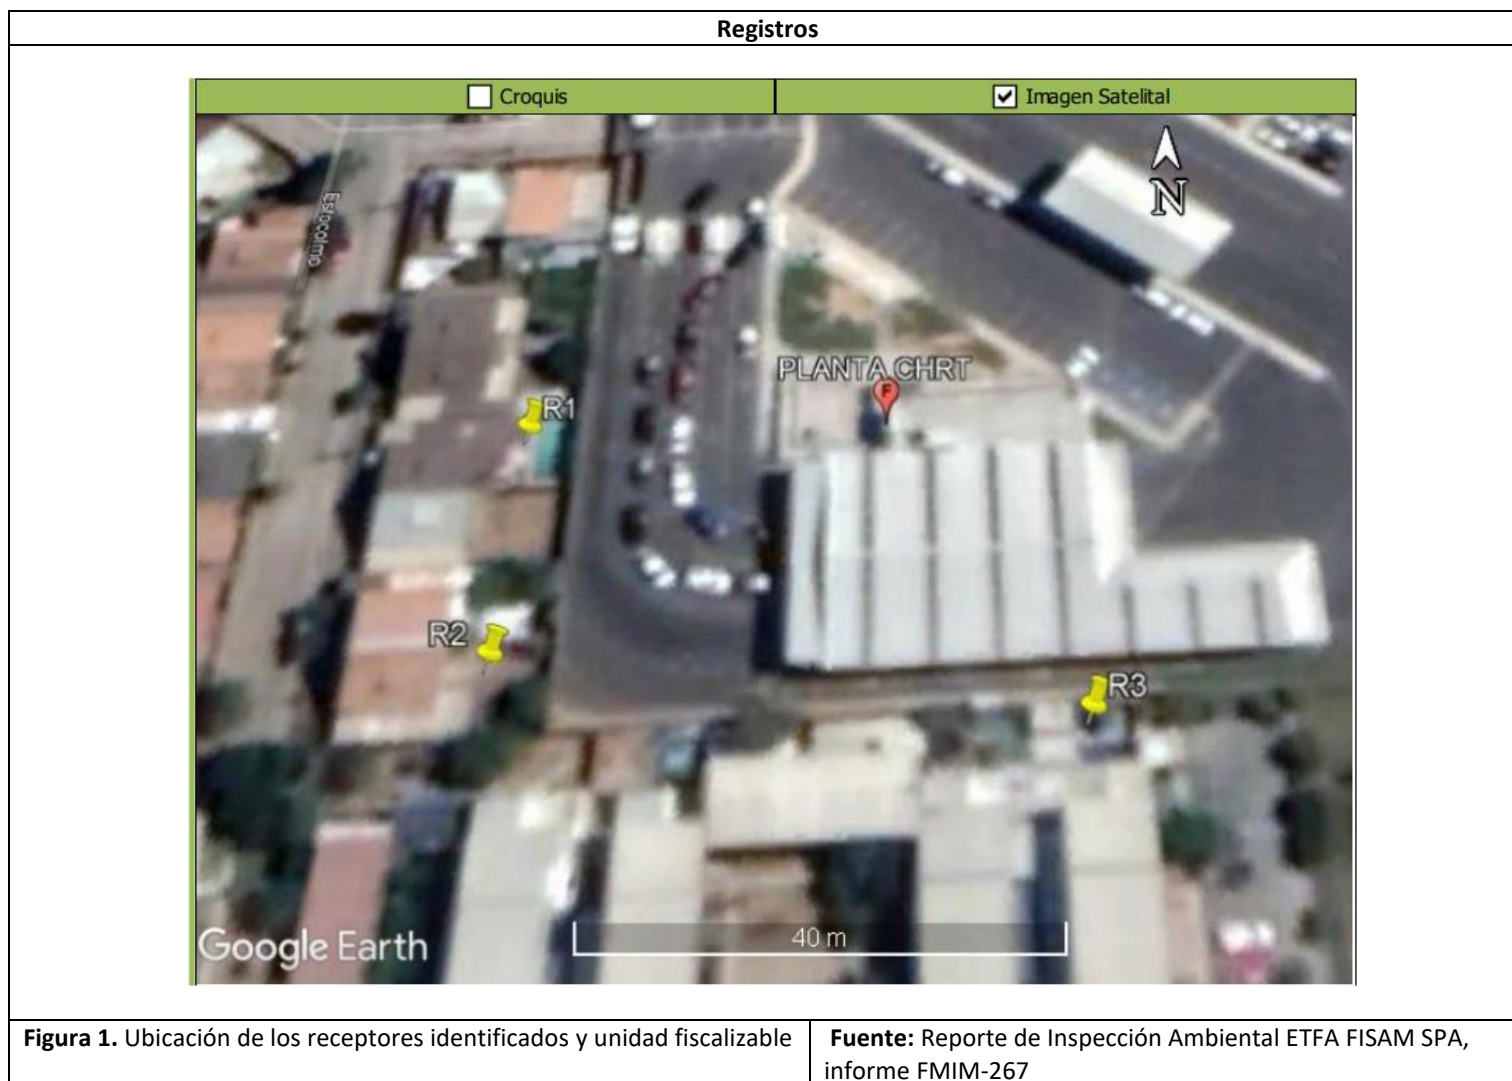 Registros
Croquis
Imagen Satelital
N
Estocolmo
PLANTA CHRT
F
R1
R2
R3
Google Earth
40 m
Figura 1. Ubicación de los receptores identificados y unidad fiscalizable
Fuente: Reporte de Inspección Ambiental ETFA FISAM SPA,
informe FMIM-267